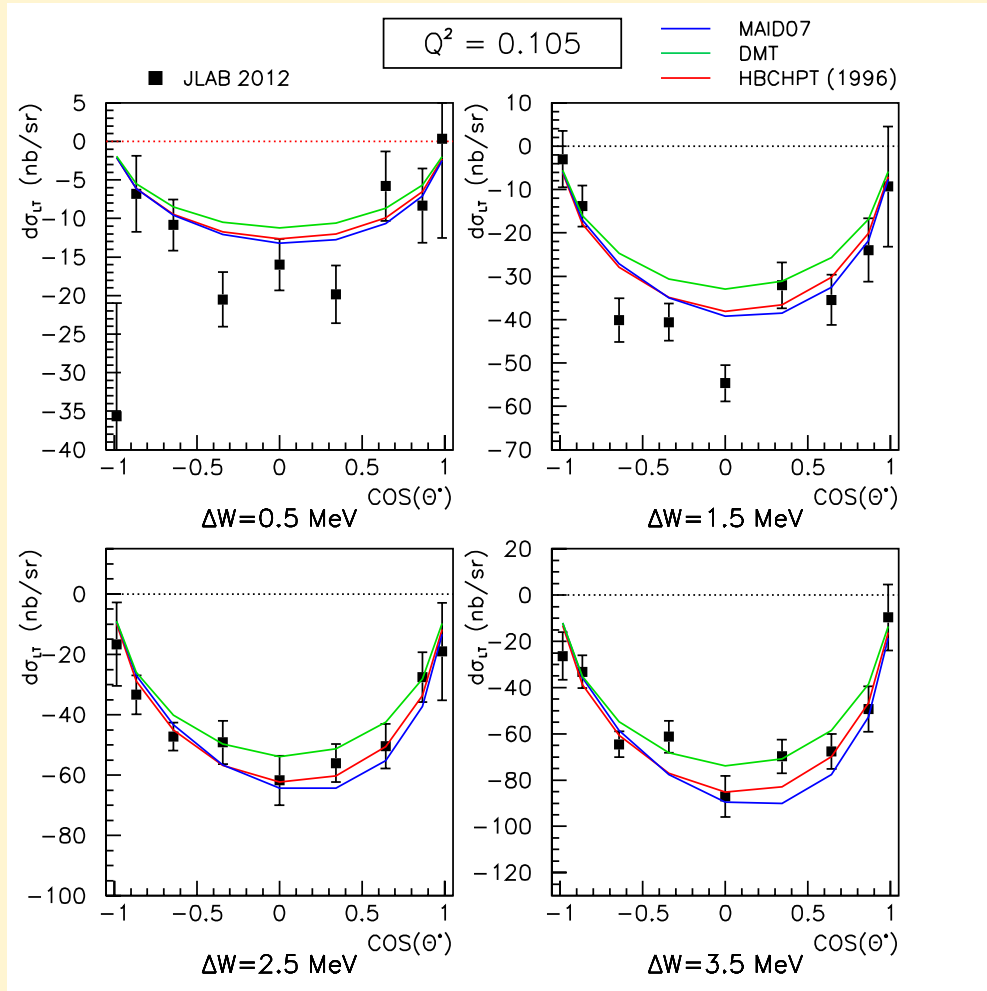 Q² = 0.105
MAID07
DMT
HBCHPT (1996)
JLAB 2012
dσLT (nb/sr)
5
0
−5
−10
−15
−20
−25
−30
−35
−40
−1 −0.5 0 0.5 1
COS(Θ*)
ΔW=0.5 MeV
dσLT (nb/sr)
10
0
−10
−20
−30
−40
−50
−60
−70
−1 −0.5 0 0.5 1
COS(Θ*)
ΔW=1.5 MeV
dσLT (nb/sr)
0
−20
−40
−60
−80
−100
−1 −0.5 0 0.5 1
COS(Θ*)
ΔW=2.5 MeV
dσLT (nb/sr)
20
0
−20
−40
−60
−80
−100
−120
−1 −0.5 0 0.5 1
COS(Θ*)
ΔW=3.5 MeV